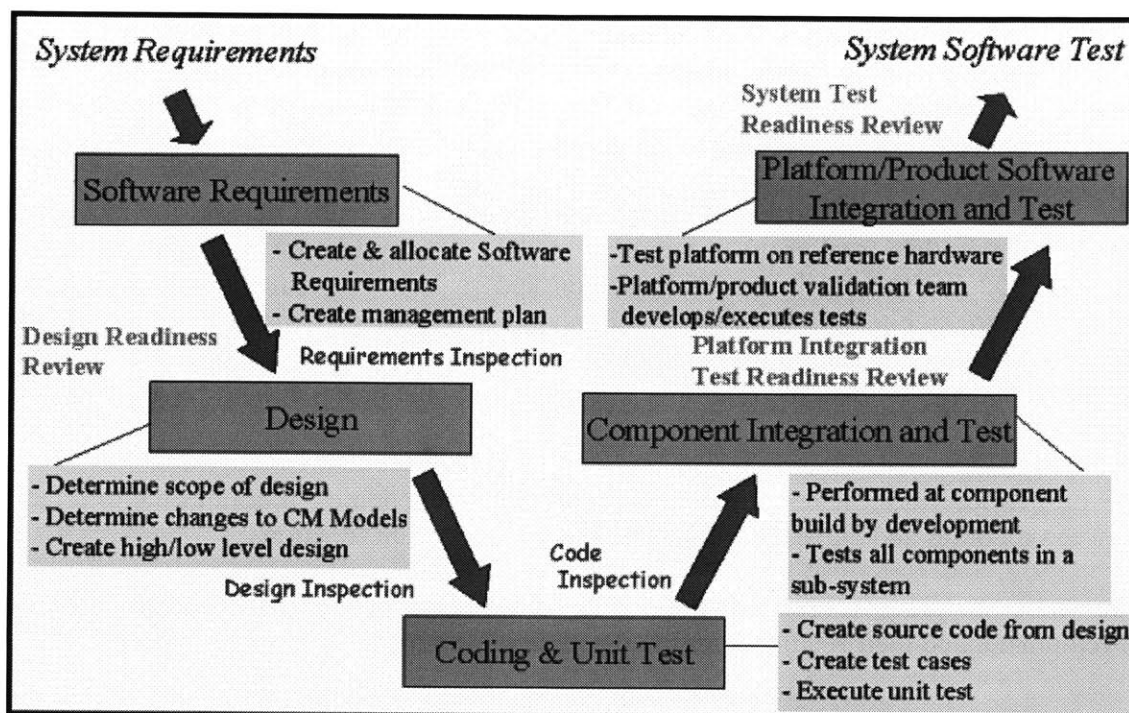 System Requirements
System Software Test
System Test
Readiness Review
Software Requirements
Platform/Product Software
Integration and Test
- Create & allocate Software
Requirements
- Create management plan
-Test platform on reference hardware
-Platform/product validation team
develops/executes tests
Design Readiness
Review
Requirements Inspection
Platform Integration
Test Readiness Review
Design
Component Integration and Test
- Determine scope of design
- Determine changes to CM Models
- Create high/low level design
- Performed at component
build by development
- Tests all components in a
sub-system
Design Inspection
Code
Inspection
Coding & Unit Test
- Create source code from design
- Create test cases
- Execute unit test